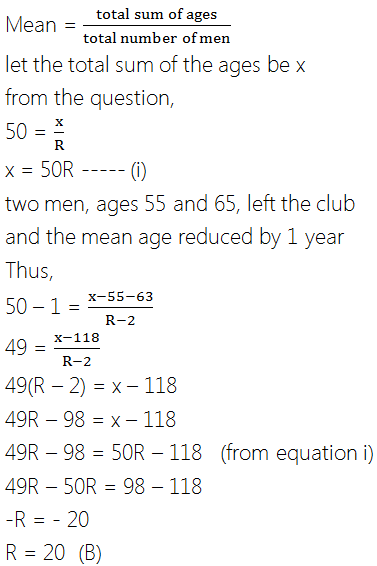 Mean = total sum of ages / total number of men
let the total sum of the ages be x
from the question,
50 = x/R
x = 50R ----- (i)
two men, ages 55 and 65, left the club
and the mean age reduced by 1 year
Thus,
50 – 1 = x−55−63 / R−2
49 = x−118 / R−2
49(R – 2) = x – 118
49R – 98 = x – 118
49R – 98 = 50R – 118 (from equation i)
49R – 50R = 98 – 118
-R = - 20
R = 20 (B)